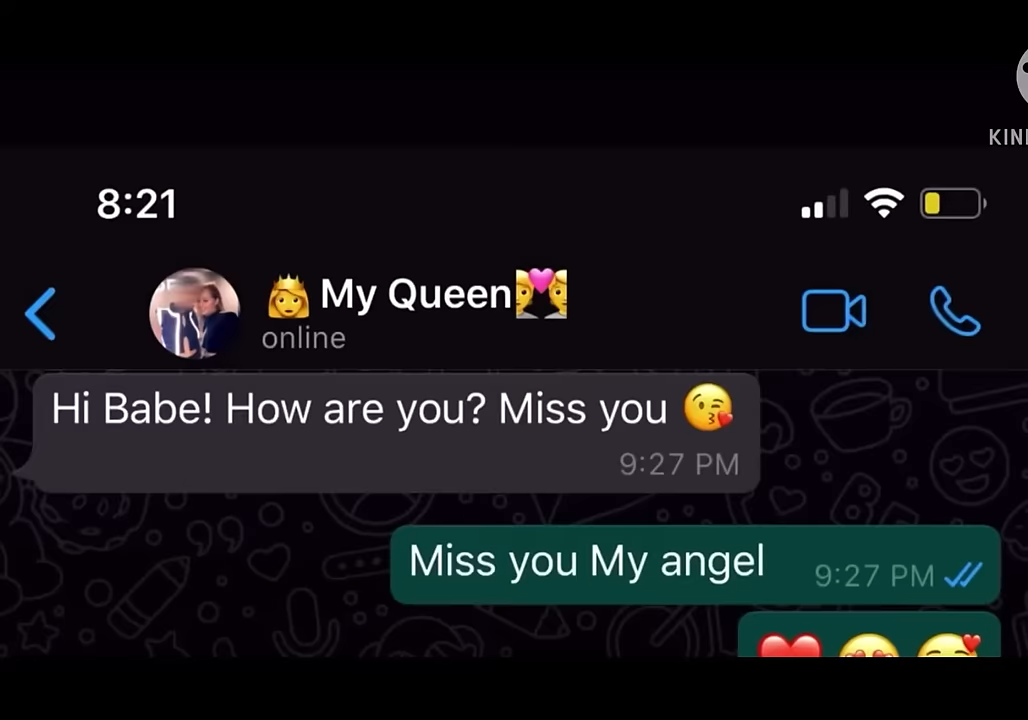 KIN
8:21
👸 My Queen💏
online
Hi Babe! How are you? Miss you 😘
9:27 PM
Miss you My angel
9:27 PM
❤️😍🥰